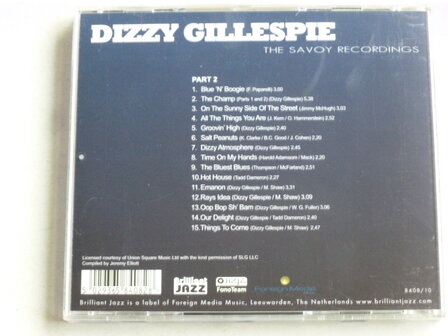 DIZZY GILLESPIE
THE SAVOY RECORDINGS
PART 2
1. Blue 'N' Boogie (F. Paparelli) 3,09
2. The Champ (Parts 1 and 2) (Dizzy Gillespie) 5,38
3. On The Sunny Side Of The Street (Jimmy McHugh) 3,03
4. All The Things You Are (J. Kern / O. Hammerstein) 2,52
5. Groovin' High (Dizzy Gillespie) 2,40
6. Salt Peanuts (K. Clarke / B.C. Good / J. Cohen) 2,20
7. Dizzy Atmosphere (Dizzy Gillespie) 2,45
8. Time On My Hands (Harold Adamsom / Mack) 2,20
9. The Bluest Blues (Thompson / McFarland) 2,51
10. Hot House (Tadd Dameron) 2,27
11. Emanon (Dizzy Gillespie / M. Shaw) 3,31
12. Rays Idea (Dizzy Gillespie / M. Shaw) 3,09
13. Oop Bop Sh' Bam (Dizzy Gillespie / W. G. Fuller) 3,06
14. Our Delight (Dizzy Gillespie / Tadd Dameron) 2,31
15. Things To Come (Dizzy Gillespie / M. Shaw) 2,51
Licensed courtesy of Union Square Music Ltd with the kind permission of SLG LLC
Compiled by Jeremy Elliott
Brilliant JAZZ
FonoTeam
Foreign Media
8408/10
Brilliant Jazz is a label of Foreign Media Music, Leeuwarden, The Netherlands www.brilliantjazz.com